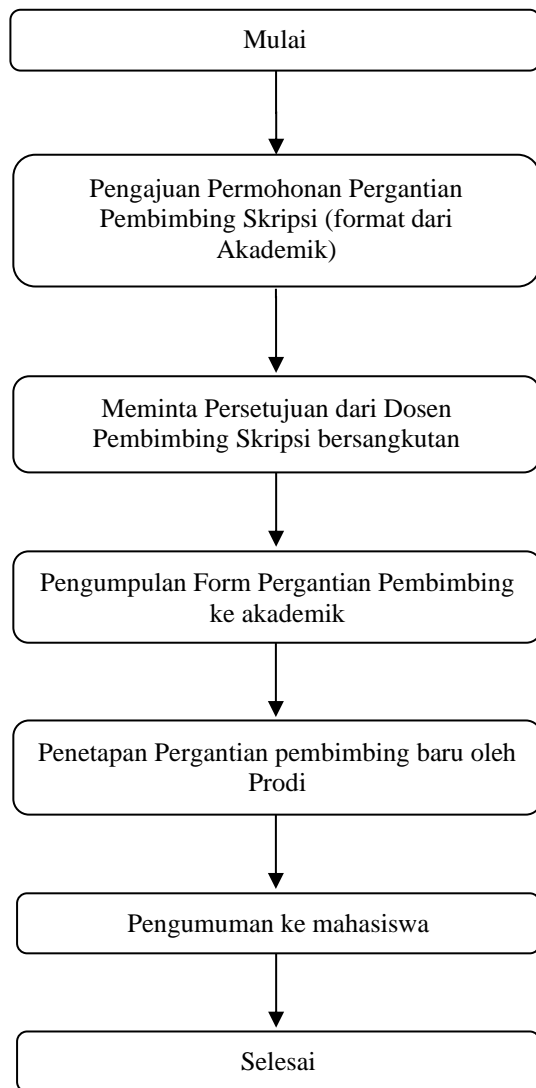 Mulai
Pengajuan Permohonan Pergantian
Pembimbing Skripsi (format dari
Akademik)
Meminta Persetujuan dari Dosen
Pembimbing Skripsi bersangkutan
Pengumpulan Form Pergantian Pembimbing
ke akademik
Penetapan Pergantian pembimbing baru oleh
Prodi
Pengumuman ke mahasiswa
Selesai